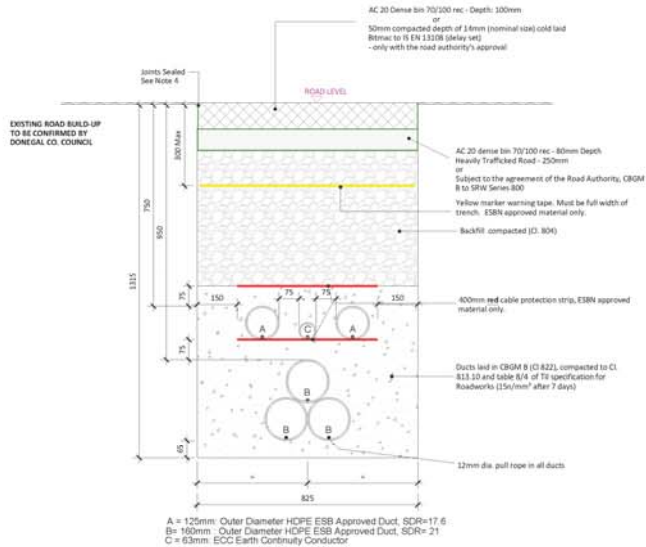 AC 20 Dense bin 70/100 rec - Depth: 100mm
or
50mm compacted depth of 14mm (nominal size) cold laid
Bitmac to IS EN 13108 (delay set)
- only with the road authority's approval
Joints Sealed
See Note 4
ROAD LEVEL
EXISTING ROAD BUILD-UP
TO BE CONFIRMED BY
DONEGAL CO. COUNCIL
300 Max
750
950
1315
AC 20 dense bin 70/100 rec - 80mm Depth
Heavily Trafficked Road - 250mm
or
Subject to the agreement of the Road Authority, CBGM
B to SRW Series 800
Yellow marker warning tape. Must be full width of
trench. ESBN approved material only.
Backfill compacted (Cl. 804)
75
150
75
75
150
400mm red cable protection strip, ESBN approved
material only.
A
C
A
75
Ducts laid in CBGM B (Cl 822), compacted to Cl.
813.10 and table 8/4 of TII specification for
Roadworks (15n/mm² after 7 days)
B
B
B
65
12mm dia. pull rope in all ducts
=
=
825
A = 125mm Outer Diameter HDPE ESB Approved Duct, SDR=17.6
B= 160mm Outer Diameter HDPE ESB Approved Duct, SDR= 21
C = 63mm ECC Earth Continuity Conductor